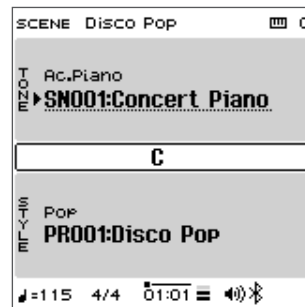 SCENE Disco Pop
TONE
Ac.Piano
SN001:Concert Piano
C
STYLE
Pop
PR001:Disco Pop
♩=115 4/4 01:01